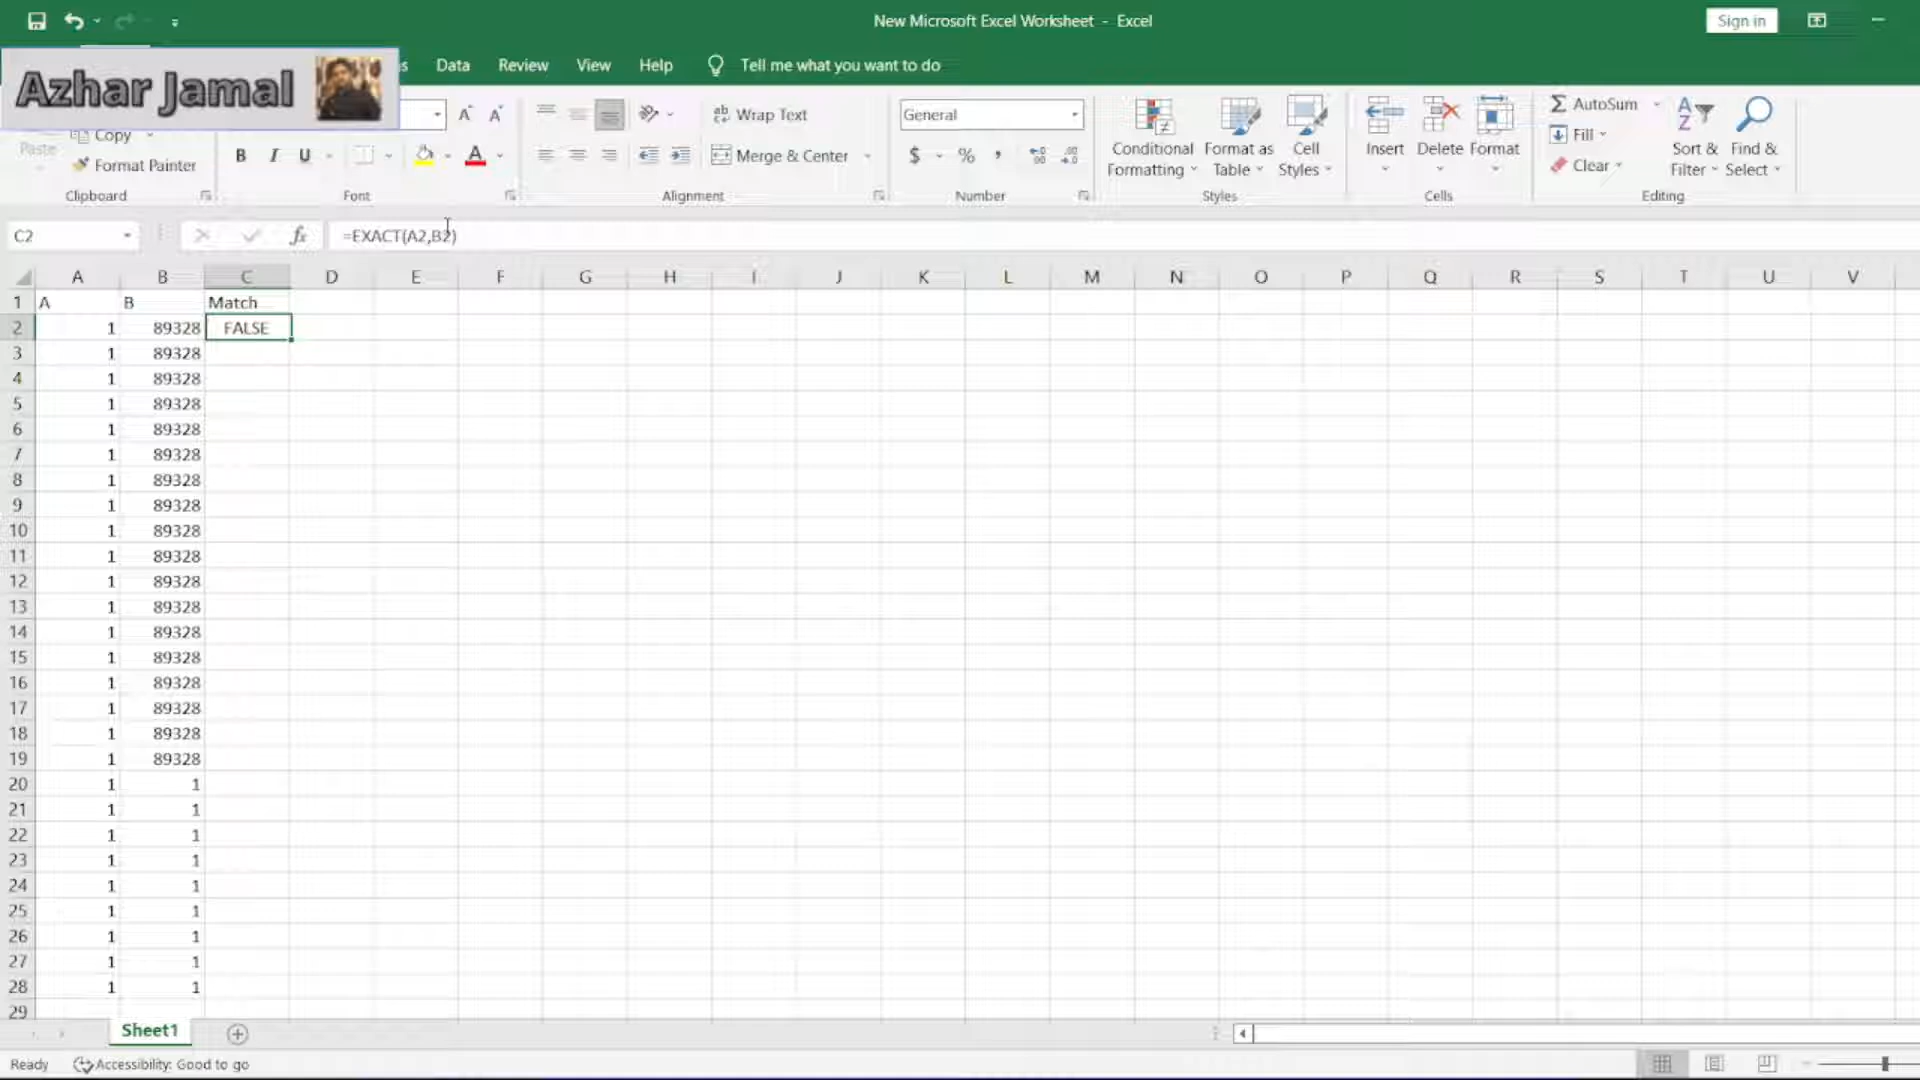 New Microsoft Excel Worksheet - Excel
Sign in
Azhar Jamal
s Data Review View Help Tell me what you want to do
Paste
Copy
Format Painter
Clipboard
B I U
Font
Wrap Text
Merge & Center
Alignment
General
$ % ,
Number
Conditional Formatting
Format as Table
Cell Styles
Styles
Insert Delete Format
Cells
AutoSum
Fill
Clear
Sort & Filter
Find & Select
Editing
C2
fx
=EXACT(A2,B2)
A B C D E F G H I J K L M N O P Q R S T U V
1 A B Match
2 1 89328 FALSE
3 1 89328
4 1 89328
5 1 89328
6 1 89328
7 1 89328
8 1 89328
9 1 89328
10 1 89328
11 1 89328
12 1 89328
13 1 89328
14 1 89328
15 1 89328
16 1 89328
17 1 89328
18 1 89328
19 1 89328
20 1 1
21 1 1
22 1 1
23 1 1
24 1 1
25 1 1
26 1 1
27 1 1
28 1 1
29
Sheet1
Ready Accessibility: Good to go